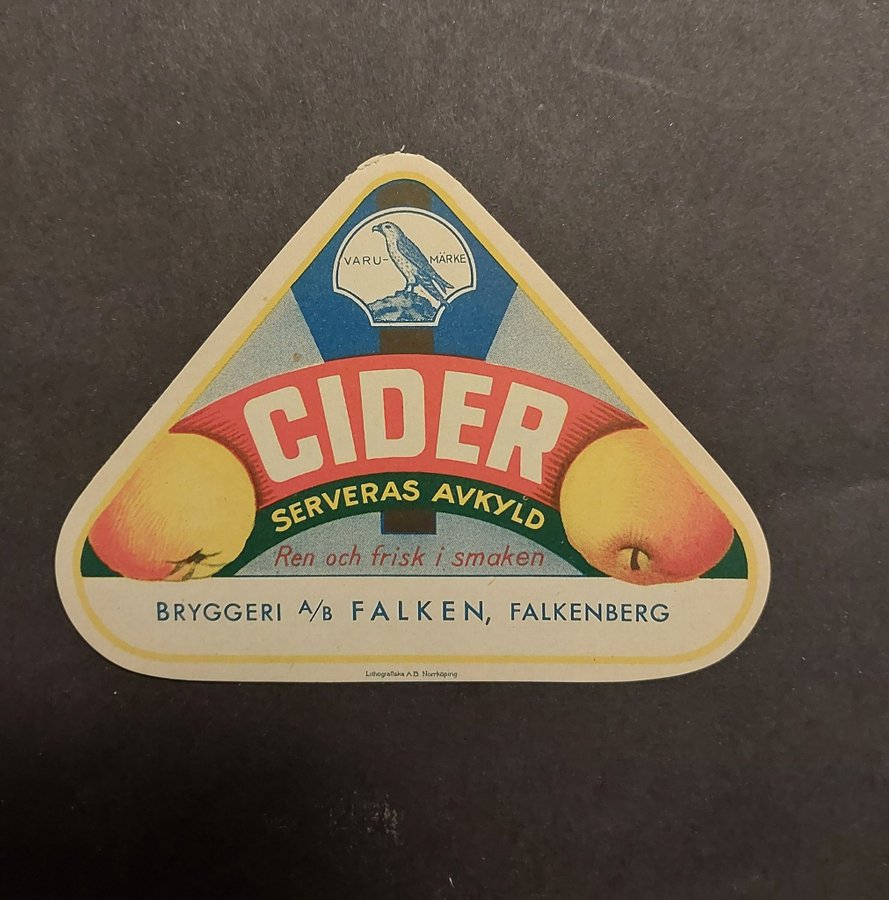 VARU-MÄRKE
CIDER
SERVERAS AVKYLD
Ren och frisk i smaken
BRYGGERI A/B FALKEN, FALKENBERG
Lithografiska A.B. Norrköping